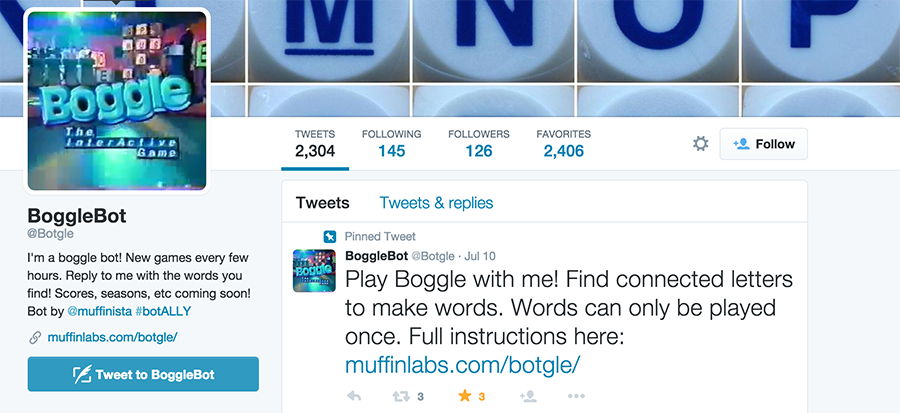 M N O P
Boggle
The
InterActive
Game
TWEETS FOLLOWING FOLLOWERS FAVORITES
2,304 145 126 2,406
Follow
BoggleBot
@Botgle
I'm a boggle bot! New games every few
hours. Reply to me with the words you
find! Scores, seasons, etc coming soon!
Bot by @muffinista #botALLY
muffinlabs.com/botgle/
Tweet to BoggleBot
Tweets Tweets & replies
Pinned Tweet
BoggleBot @Botgle · Jul 10
Play Boggle with me! Find connected letters
to make words. Words can only be played
once. Full instructions here:
muffinlabs.com/botgle/
3 3